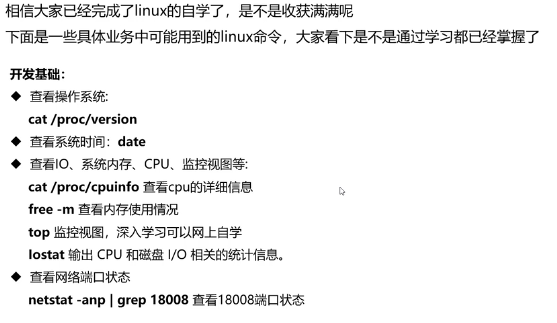 相信大家已经完成了linux的自学了，是不是收获满满呢
下面是一些具体业务中可能用到的linux命令，大家看下是不是通过学习都已经掌握了
开发基础：
◆ 查看操作系统:
cat /proc/version
◆ 查看系统时间：date
◆ 查看IO、系统内存、CPU、监控视图等:
cat /proc/cpuinfo 查看cpu的详细信息
free -m 查看内存使用情况
top 监控视图，深入学习可以网上自学
Iostat 输出 CPU 和磁盘 I/O 相关的统计信息。
◆ 查看网络端口状态
netstat -anp | grep 18008 查看18008端口状态